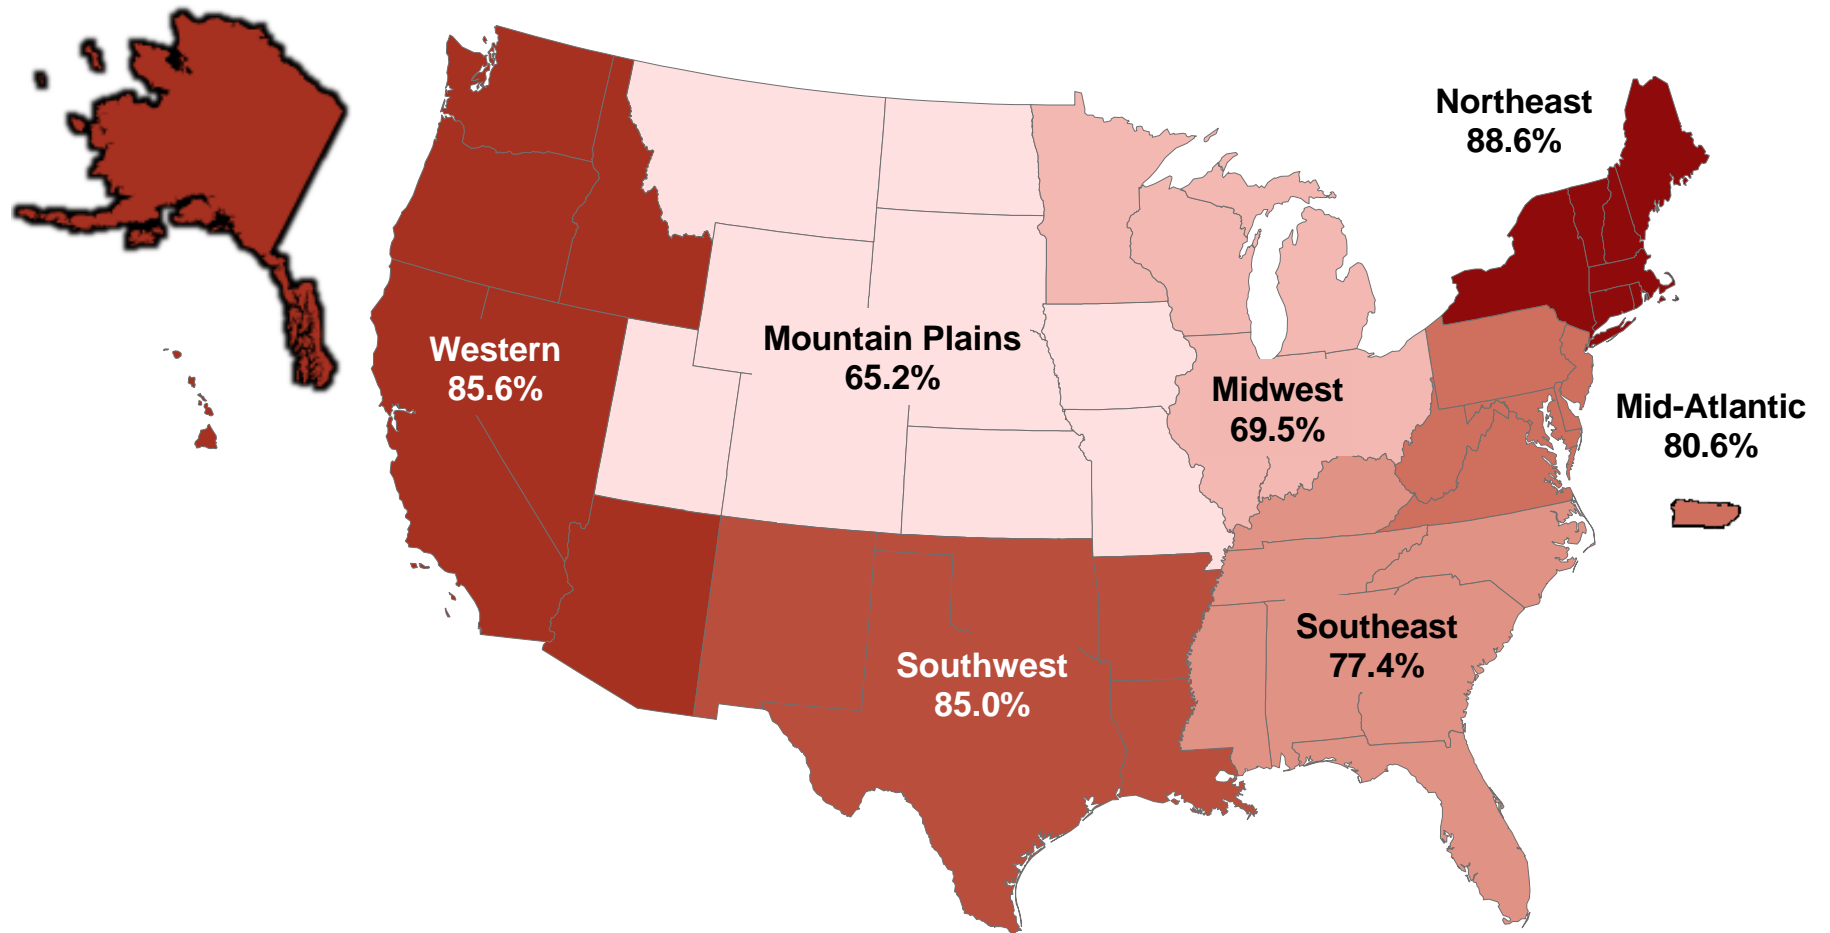 Northeast
88.6%
Western
85.6%
Mountain Plains
65.2%
Midwest
69.5%
Mid-Atlantic
80.6%
Southeast
77.4%
Southwest
85.0%